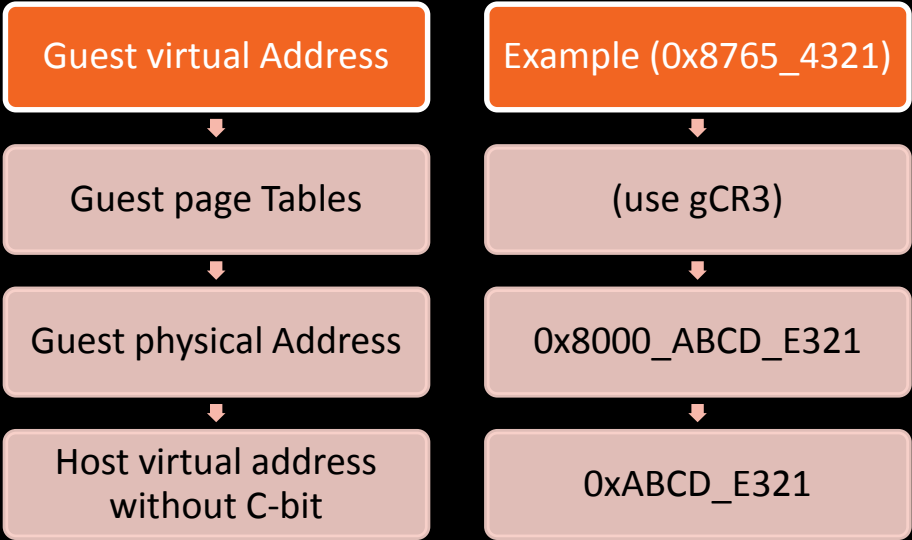 Guest virtual Address
Example (0x8765_4321)
Guest page Tables
(use gCR3)
Guest physical Address
0x8000_ABCD_E321
Host virtual address
without C-bit
0xABCD_E321